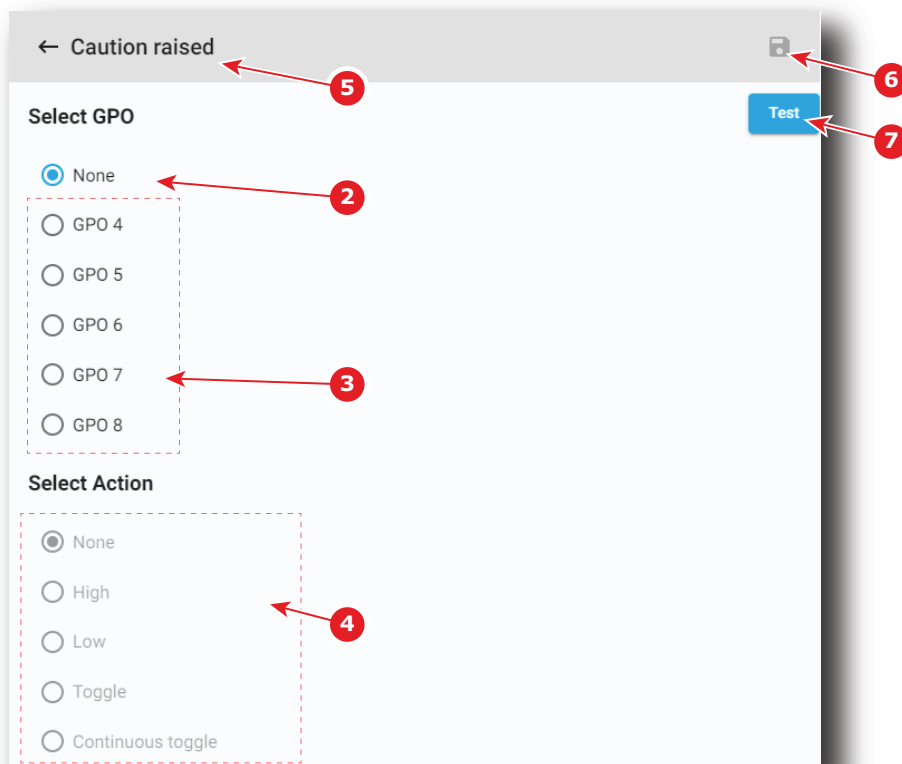 ← Caution raised
5
6
Select GPO
Test
7
None
2
GPO 4
GPO 5
GPO 6
GPO 7
3
GPO 8
Select Action
None
High
4
Low
Toggle
Continuous toggle